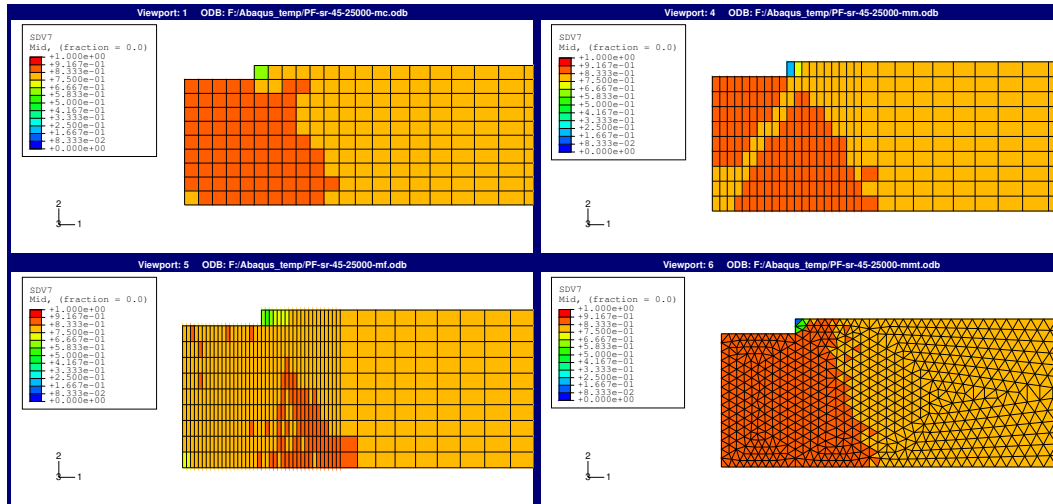 Viewport: 1 ODB: F:/Abaqus_temp/PF-sr-45-25000-mc.odb
SDV7
Mid, (fraction = 0.0)
+1.000e+00
+9.167e-01
+8.333e-01
+7.500e-01
+6.667e-01
+5.833e-01
+5.000e-01
+4.167e-01
+3.333e-01
+2.500e-01
+1.667e-01
+8.333e-02
+0.000e+00
2
3 1
Viewport: 4 ODB: F:/Abaqus_temp/PF-sr-45-25000-mm.odb
SDV7
Mid, (fraction = 0.0)
+1.000e+00
+9.167e-01
+8.333e-01
+7.500e-01
+6.667e-01
+5.833e-01
+5.000e-01
+4.167e-01
+3.333e-01
+2.500e-01
+1.667e-01
+8.333e-02
+0.000e+00
2
3 1
Viewport: 5 ODB: F:/Abaqus_temp/PF-sr-45-25000-mf.odb
SDV7
Mid, (fraction = 0.0)
+1.000e+00
+9.167e-01
+8.333e-01
+7.500e-01
+6.667e-01
+5.833e-01
+5.000e-01
+4.167e-01
+3.333e-01
+2.500e-01
+1.667e-01
+8.333e-02
+0.000e+00
2
3 1
Viewport: 6 ODB: F:/Abaqus_temp/PF-sr-45-25000-mmt.odb
SDV7
Mid, (fraction = 0.0)
+1.000e+00
+9.167e-01
+8.333e-01
+7.500e-01
+6.667e-01
+5.833e-01
+5.000e-01
+4.167e-01
+3.333e-01
+2.500e-01
+1.667e-01
+8.333e-02
+0.000e+00
2
3 1